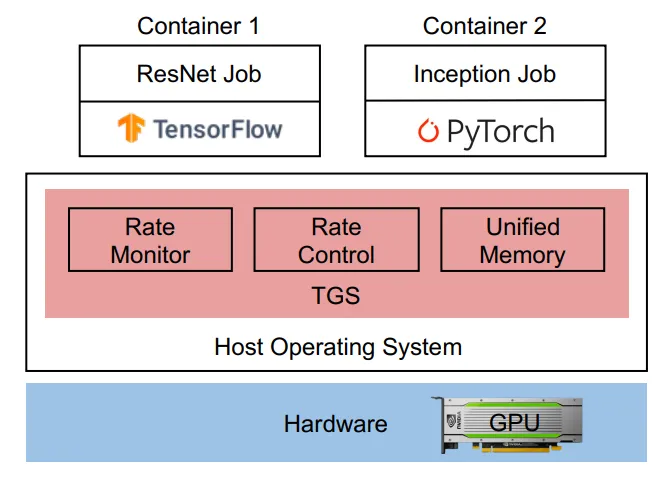 Container 1
Container 2
ResNet Job
Inception Job
TensorFlow
PyTorch
Rate
Monitor
Rate
Control
Unified
Memory
TGS
Host Operating System
Hardware
GPU
NVIDIA